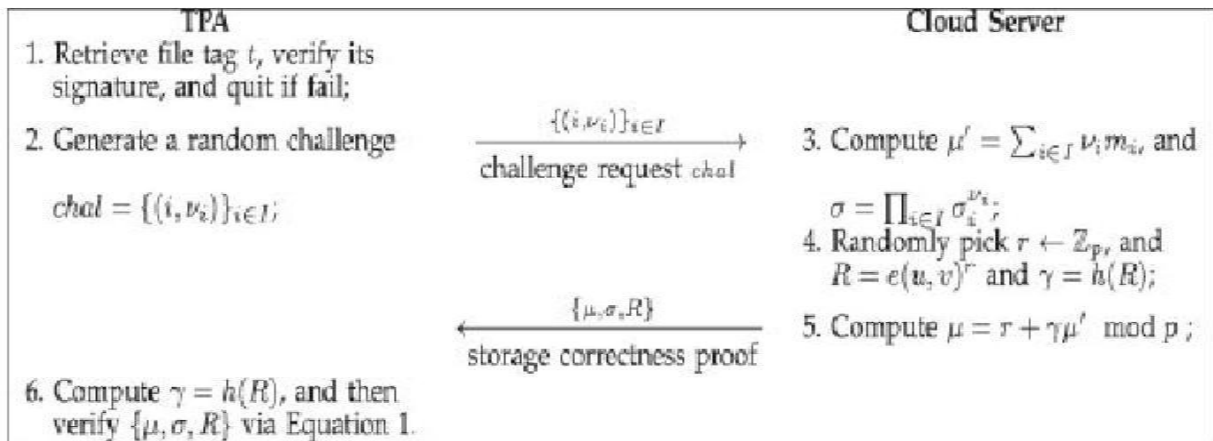 TPA
Cloud Server
1. Retrieve file tag t, verify its
signature, and quit if fail;
2. Generate a random challenge
chal = {(i, νᵢ)}ᵢ∈I;
{(i,νᵢ)}ᵢ∈I
challenge request chal
3. Compute μ′ = ∑ᵢ∈I νᵢmᵢ, and
σ = ∏ᵢ∈I σᵢ^νᵢ;
4. Randomly pick r ← ℤₚ, and
R = e(u, v)ʳ and γ = h(R);
{μ,σ,R}
storage correctness proof
5. Compute μ = r + γμ′ mod p ;
6. Compute γ = h(R), and then
verify {μ, σ, R} via Equation 1.